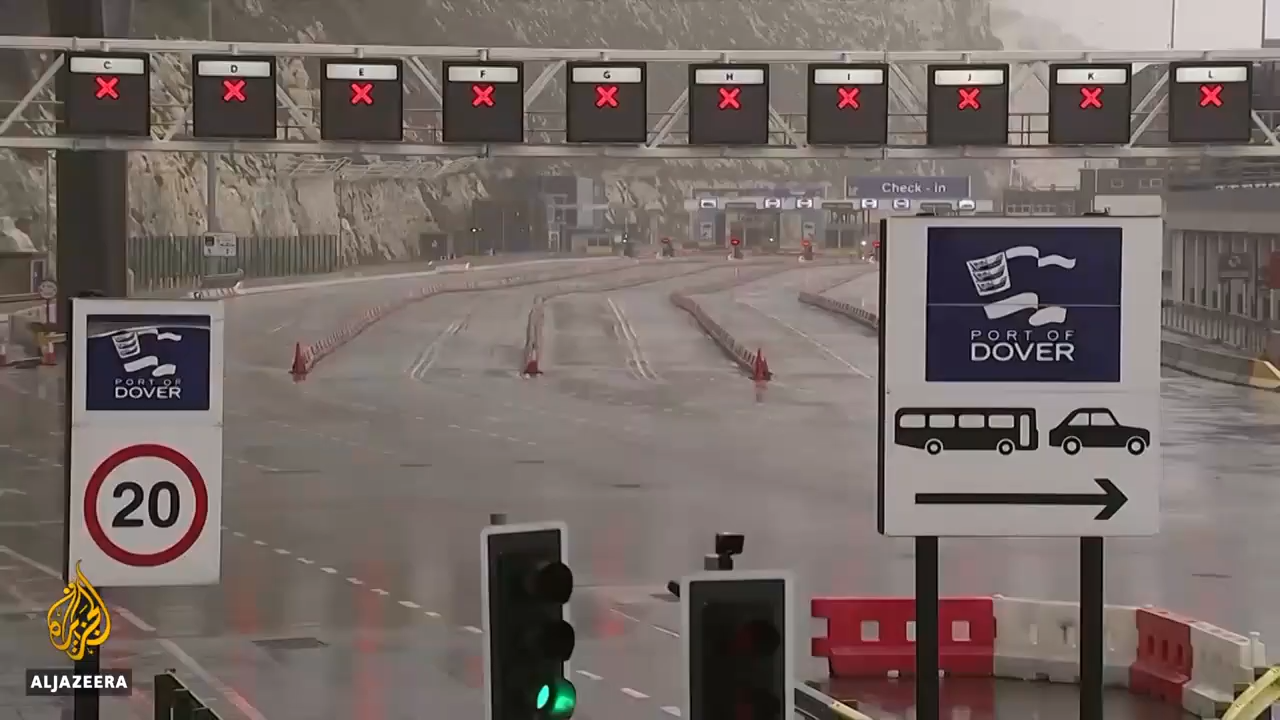 C D E F G H I J K L
Check - in
PORT OF
DOVER
20
PORT OF
DOVER
ALJAZEERA